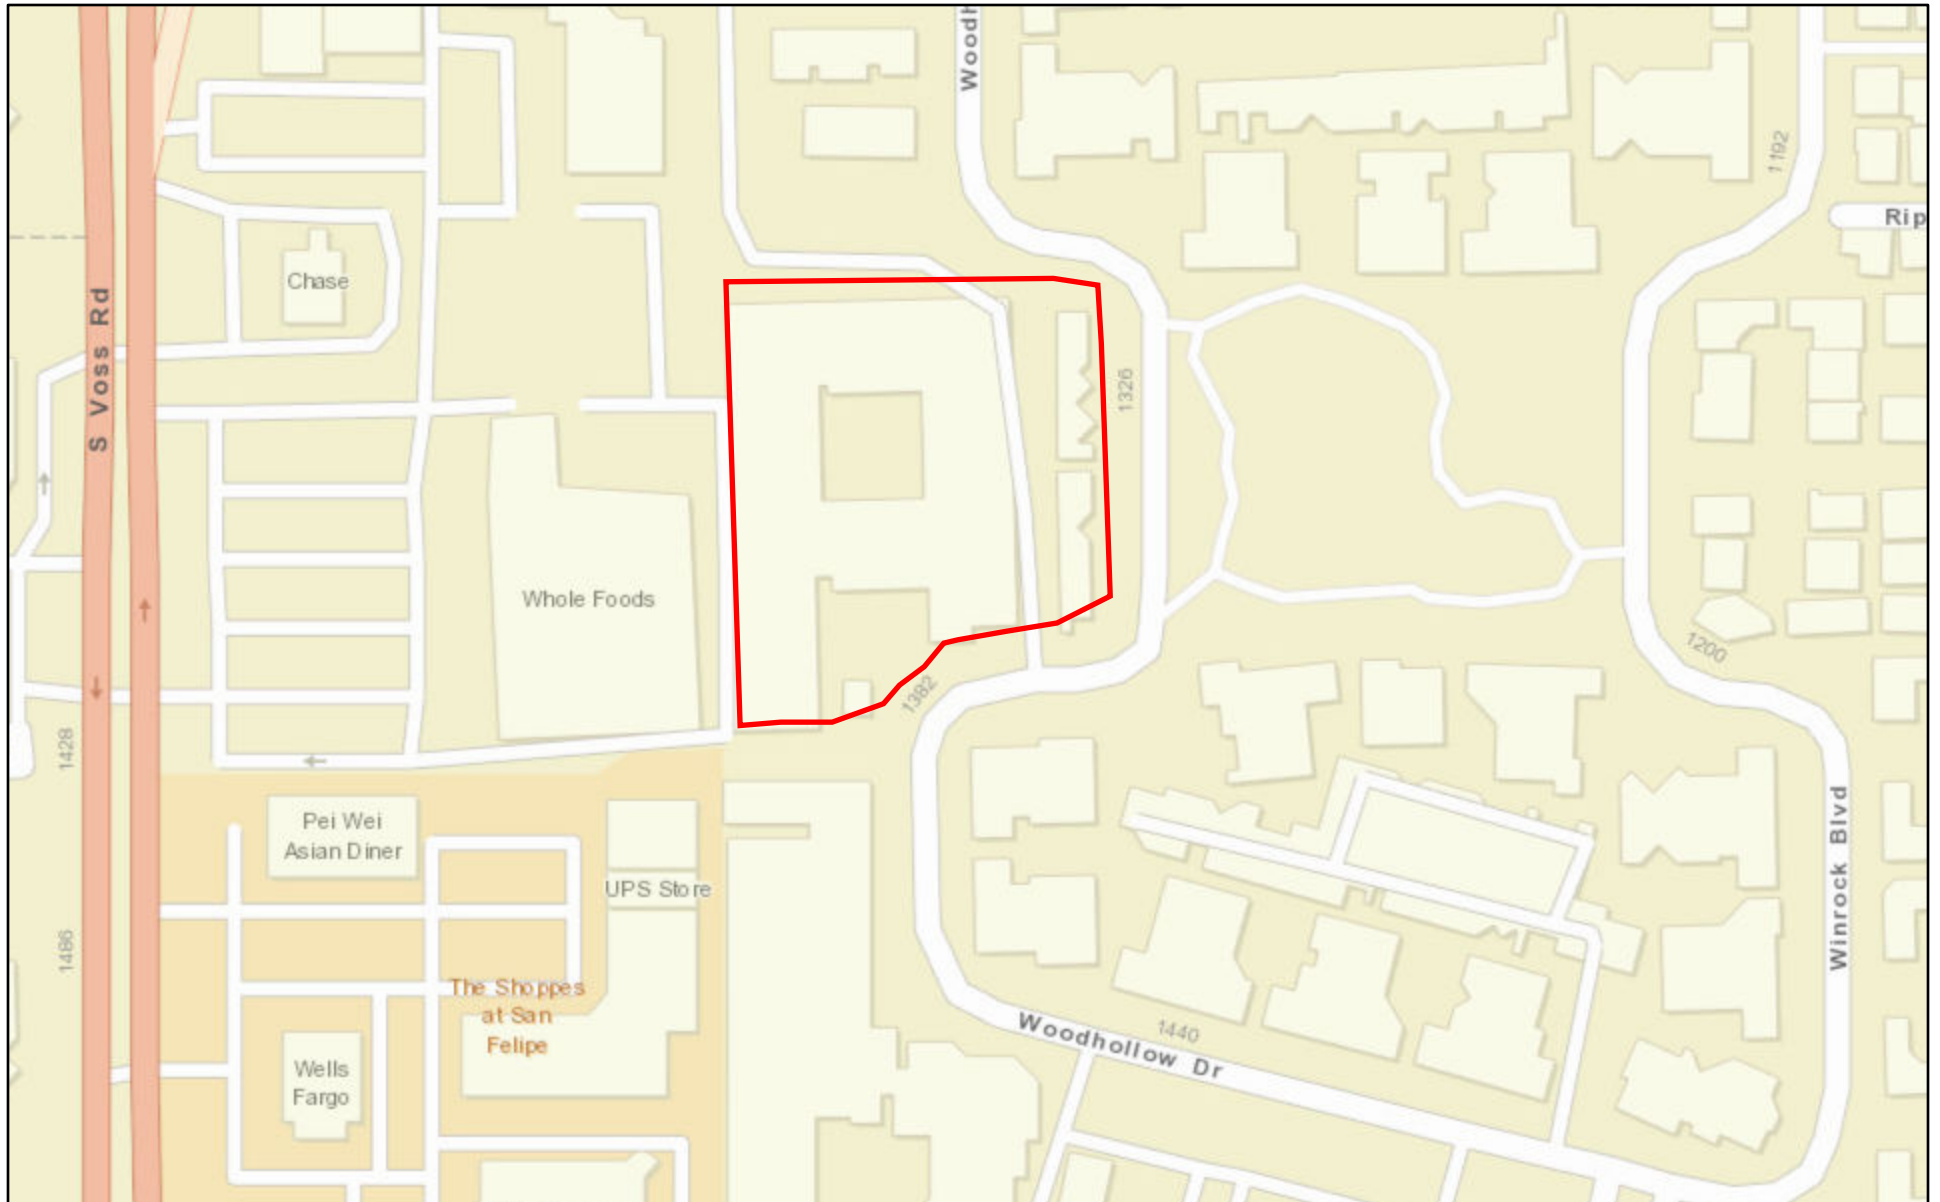 Woodh
1192
Rip
Chase
S Voss Rd
1326
Whole Foods
1382
1200
1428
Pei Wei
Asian Diner
UPS Store
1486
The Shoppes
at San
Felipe
Wells
Fargo
Woodhollow Dr
1440
Winrock Blvd